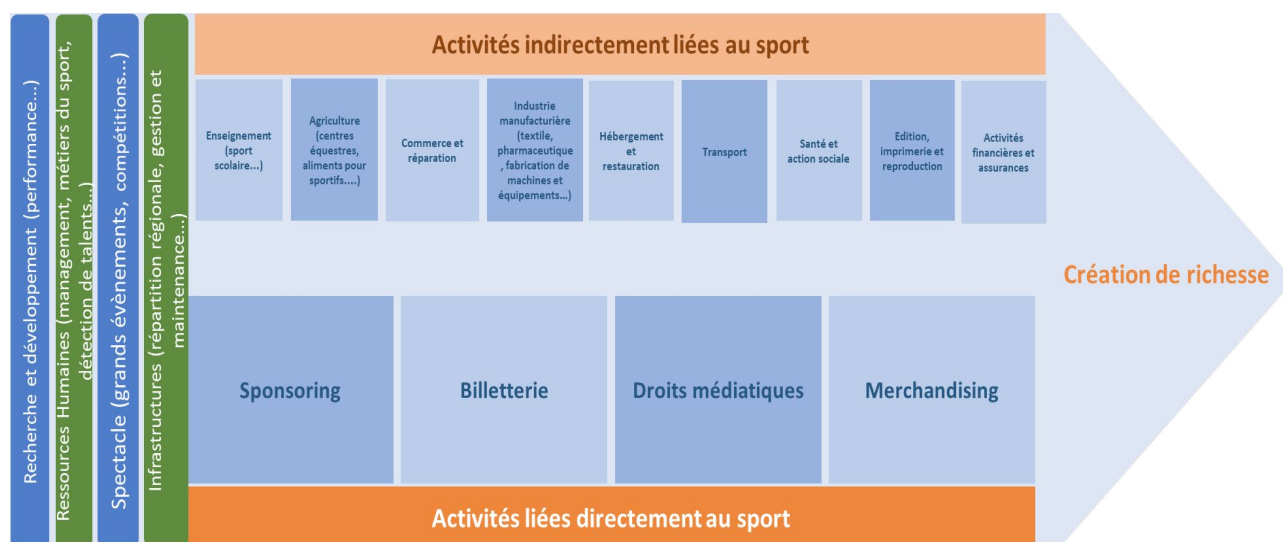 Recherche et développement (performance...)
Ressources Humaines (management, métiers du sport,
détection de talents...)
Spectacle (grands évènements, compétitions...)
Infrastructures (répartition régionale, gestion et
maintenance...)
Activités indirectement liées au sport
Enseignement
(sport
scolaire...)
Agriculture
(centres
équestres,
aliments pour
sportifs....)
Commerce et
réparation
Industrie
manufacturière
(textile,
pharmaceutique
, fabrication de
machines et
équipements...)
Hébergement
et
restauration
Transport
Santé et
action sociale
Edition,
imprimerie et
reproduction
Activités
financières et
assurances
Création de richesse
Sponsoring
Billetterie
Droits médiatiques
Merchandising
Activités liées directement au sport